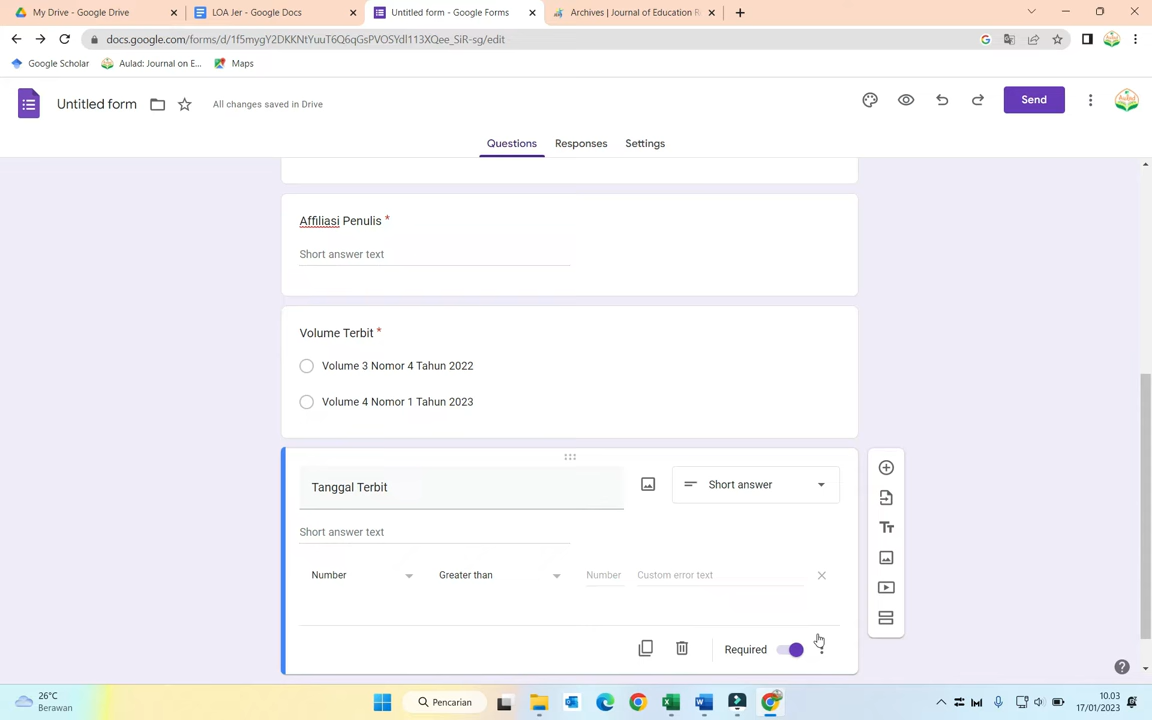 My Drive - Google Drive
LOA Jer - Google Docs
Untitled form - Google Forms
Archives | Journal of Education R
docs.google.com/forms/d/1f5mygY2DKKNtYuuT6Q6qGsPVOSYdI113XQee_SiR-sg/edit
Google Scholar
Aulad: Journal on E...
Maps
Untitled form
All changes saved in Drive
Send
Questions
Responses
Settings
Affiliasi Penulis *
Short answer text
Volume Terbit *
Volume 3 Nomor 4 Tahun 2022
Volume 4 Nomor 1 Tahun 2023
Tanggal Terbit
Short answer
Short answer text
Number
Greater than
Number
Custom error text
Required
26°C
Berawan
Pencarian
10.03
17/01/2023